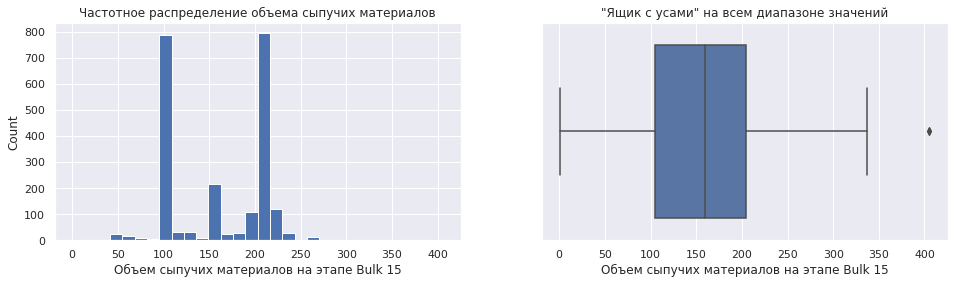 Частотное распределение объема сыпучих материалов
Count
800
700
600
500
400
300
200
100
0
0 50 100 150 200 250 300 350 400
Объем сыпучих материалов на этапе Bulk 15
"Ящик с усами" на всем диапазоне значений
0 50 100 150 200 250 300 350 400
Объем сыпучих материалов на этапе Bulk 15